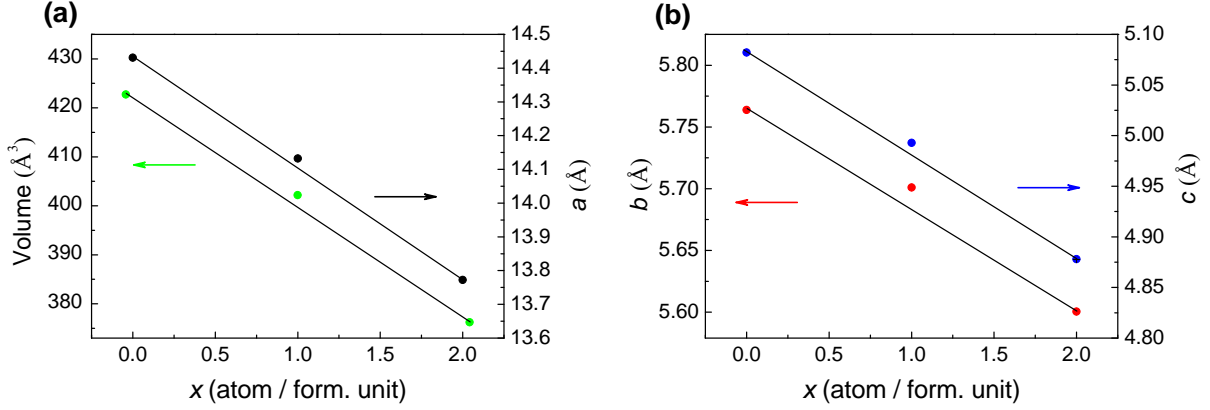 (a)
430
420
410
400
390
380
Volume (Å³)
14.5
14.4
14.3
14.2
14.1
14.0
13.9
13.8
13.7
13.6
a (Å)
0.0 0.5 1.0 1.5 2.0
x (atom / form. unit)
(b)
5.80
5.75
5.70
5.65
5.60
b (Å)
5.10
5.05
5.00
4.95
4.90
4.85
4.80
c (Å)
0.0 0.5 1.0 1.5 2.0
x (atom / form. unit)